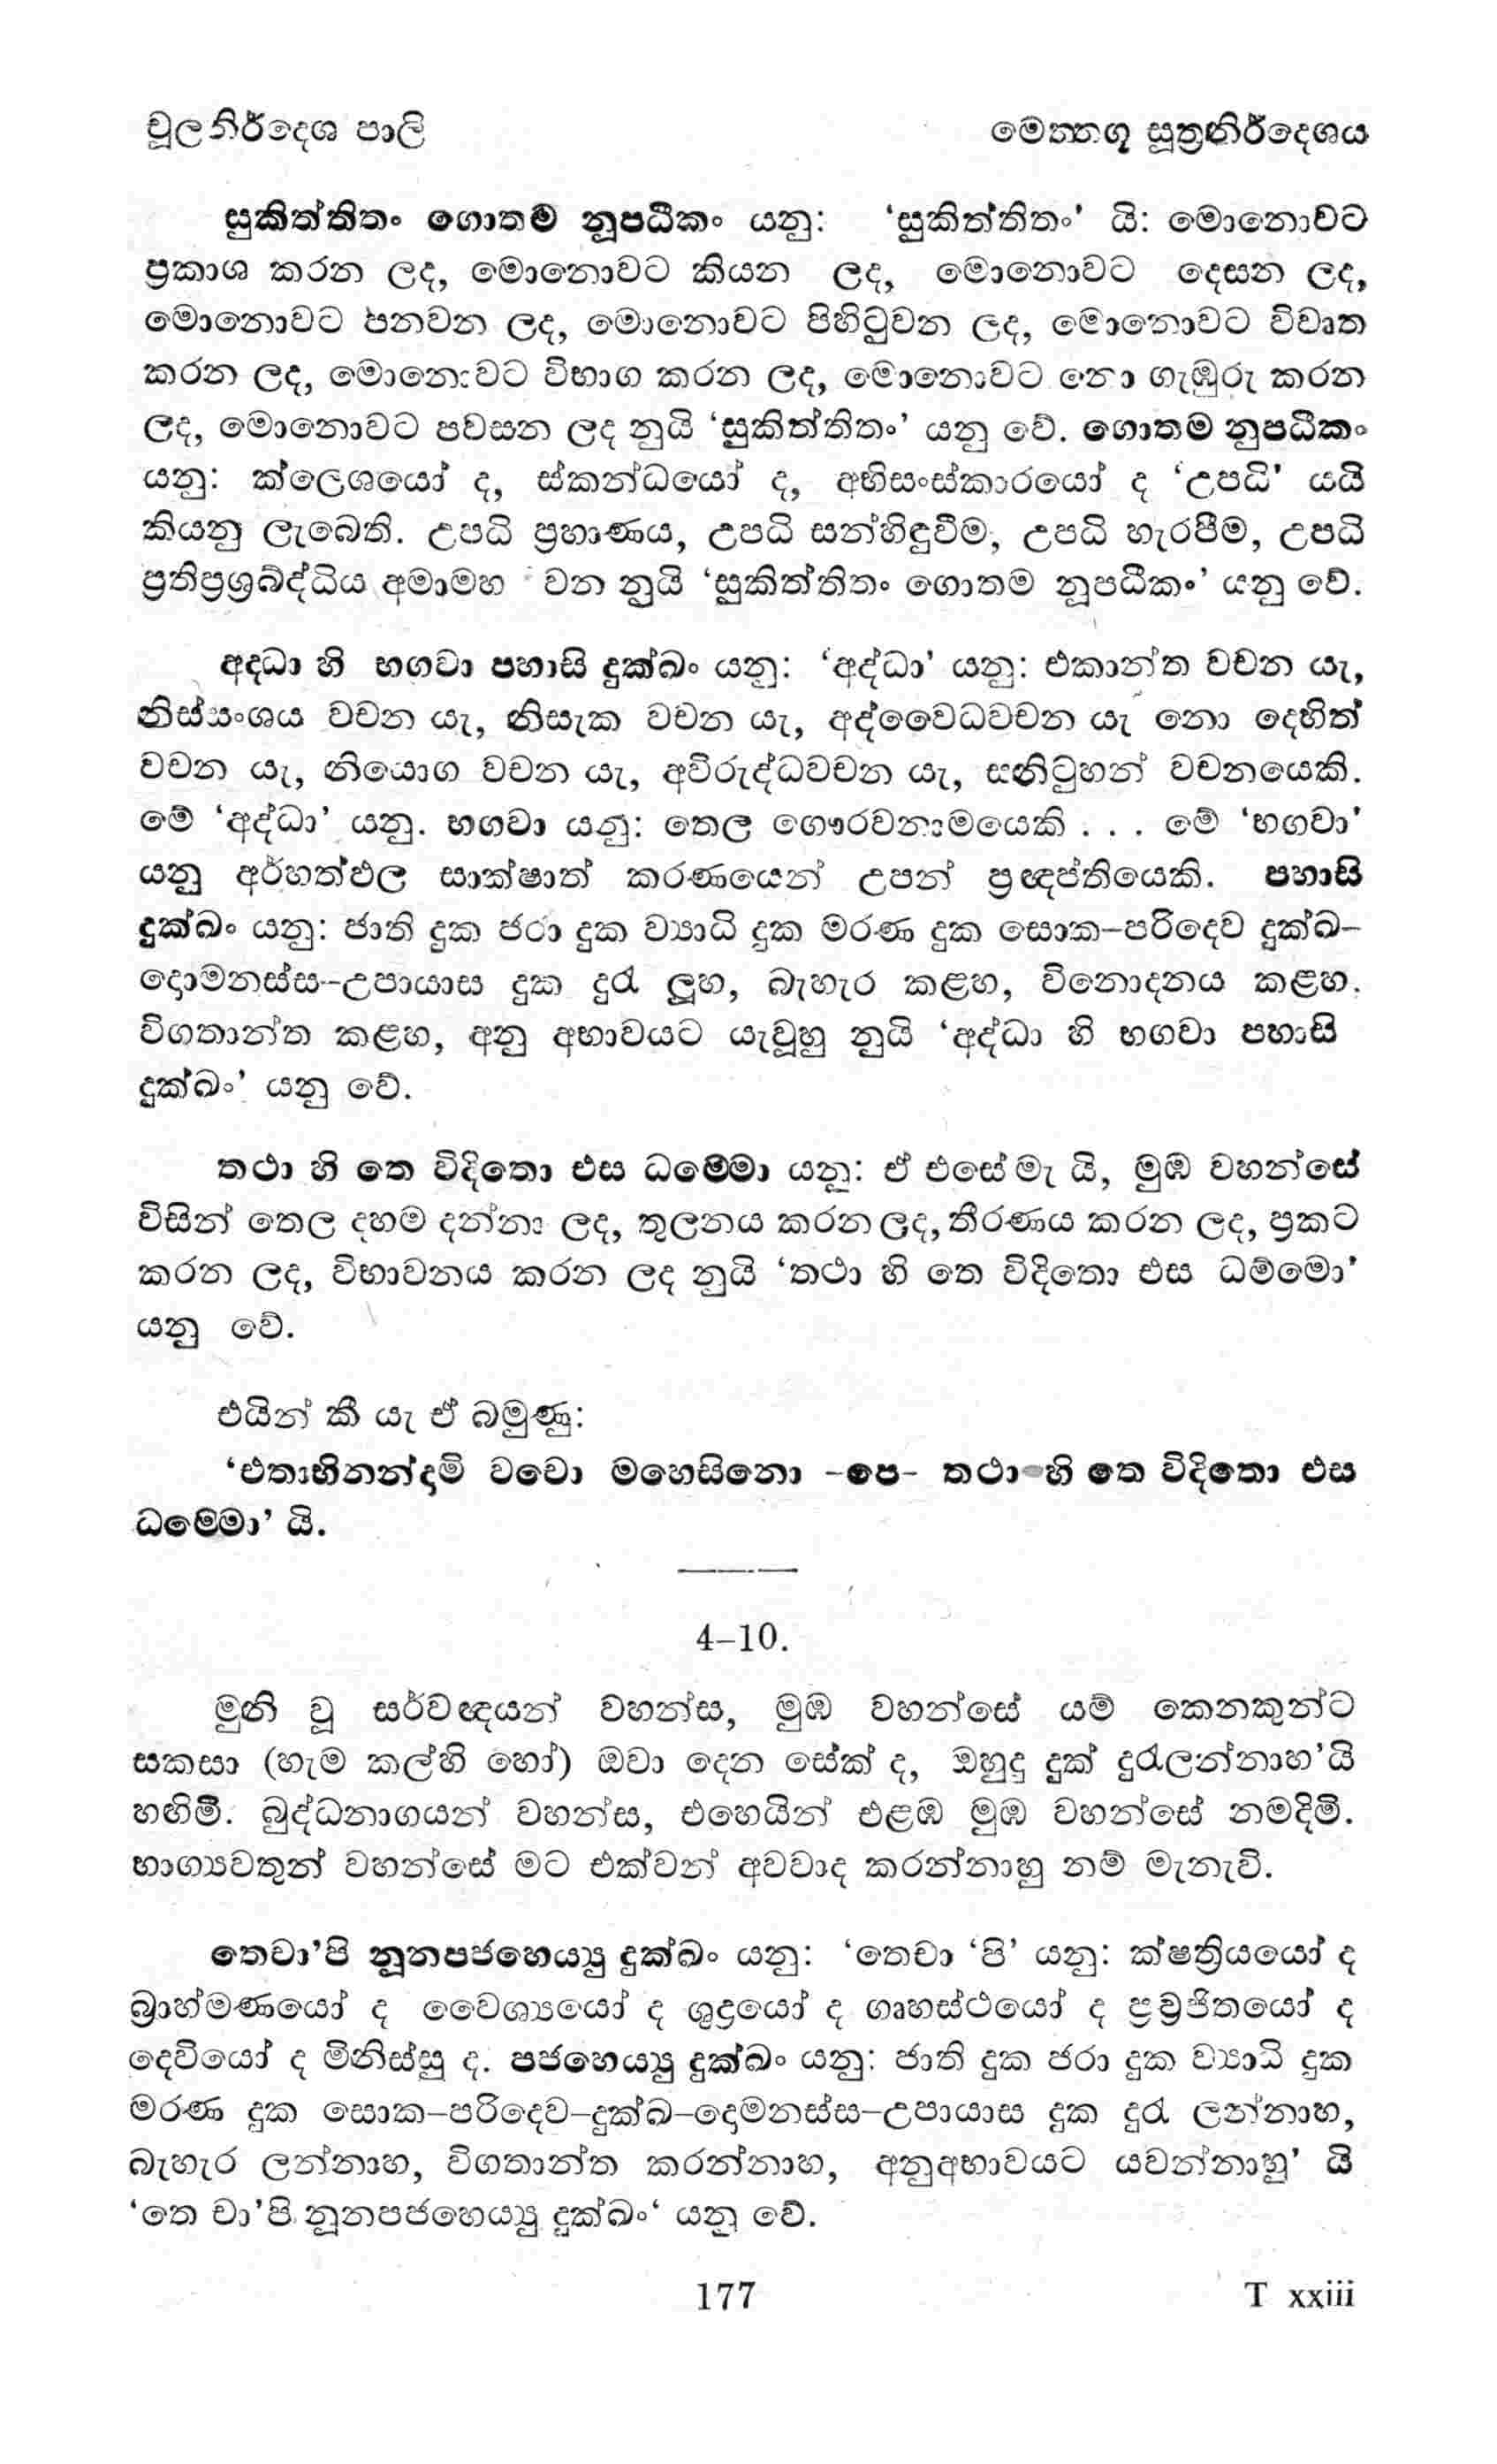 චූලනිර්දෙශ පාලි
මෙත්තගූ සූත්‍රනිර්දෙශය
සුකිත්තිතං ගොතම නූපධීකං යනු: ‘සුකිත්තිතං’ යි: මොනොවට
ප්‍රකාශ කරන ලද, මොනොවට කියන ලද, මොනොවට දෙසන ලද,
මොනොවට පනවන ලද, මොනොවට පිහිටුවන ලද, මොනොවට විවෘත
කරන ලද, මොනොවට විභාග කරන ලද, මොනොවට නො ගැඹුරු කරන
ලද, මොනොවට පවසන ලද නුයි ‘සුකිත්තිතං’ යනු වේ. ගොතම නුපධීකං
යනු: ක්ලෙශයෝ ද, ස්කන්ධයෝ ද, අභිසංස්කාරයෝ ද ‘උපධි’ යයි
කියනු ලැබෙති. උපධි ප්‍රහාණය, උපධි සන්හිඳුවීම, උපධි හැරපීම, උපධි
ප්‍රතිප්‍රශ්‍රබ්ද්ධිය අමාමහ වන නුයි ‘සුකිත්තිතං ගොතම නූපධීකං’ යනු වේ.
අද්ධා හි භගවා පහාසි දුක්ඛං යනු: ‘අද්ධා’ යනු: එකාන්ත වචන යැ,
නිස්සංශය වචන යැ, නිසැක වචන යැ, අද්වෛධවචන යැ නො දෙහිත්
වචන යැ, නියොග වචන යැ, අවිරුද්ධවචන යැ, සනිටුහන් වචනයෙකි.
මේ ‘අද්ධා’ යනු. භගවා යනු: තෙල ගෞරවනාමයෙකි . . . මේ ‘භගවා’
යනු අර්හත්ඵල සාක්ෂාත් කරණයෙන් උපන් ප්‍රඥප්තියෙකි. පහාසි
දුක්ඛං යනු: ජාති දුක ජරා දුක ව්‍යාධි දුක මරණ දුක සොක–පරිදෙව දුක්ඛ–
දොමනස්ස–උපායාස දුක දුරැ ලූහ, බැහැර කළහ, විනොදනය කළහ.
විගතාන්ත කළහ, අනු අභාවයට යැවූහු නුයි ‘අද්ධා හි භගවා පහාසි
දුක්ඛං’ යනු වේ.
තථා හි තෙ විදිතො එස ධම්මො යනු: ඒ එසේ මැ යි, මුඹ වහන්සේ
විසින් තෙල දහම දන්නා ලද, තුලනය කරන ලද, තීරණය කරන ලද, ප්‍රකට
කරන ලද, විභාවනය කරන ලද නුයි ‘තථා හි තෙ විදිතො එස ධම්මො’
යනු වේ.
එයින් කී යැ ඒ බමුණු:
‘එතාභිනන්දාමි වචො මහෙසිනො -පෙ- තථා හි තෙ විදිතො එස
ධම්මො’ යි.
4–10.
මුනි වූ සර්වඥයන් වහන්ස, මුඹ වහන්සේ යම් කෙනකුන්ට
සකසා (හැම කල්හි හෝ) ඔවා දෙන සේක් ද, ඔහුදු දුක් දුරැලන්නාහ’යි
හඟිමි. බුද්ධනාගයන් වහන්ස, එහෙයින් එළඹ මුඹ වහන්සේ නමදිමි.
භාග්‍යවතුන් වහන්සේ මට එක්වන් අවවාද කරන්නාහු නම් මැනැවි.
තෙචා’පි නූනපජහෙය්‍යු දුක්ඛං යනු: ‘තෙචා ‘පි’ යනු: ක්ෂත්‍රියයෝ ද
බ්‍රාහ්මණයෝ ද වෛශ්‍යයෝ ද ශුද්‍රයෝ ද ගෘහස්ථයෝ ද ප්‍රව්‍රජිතයෝ ද
දෙවියෝ ද මිනිස්සු ද. පජහෙය්‍යු දුක්ඛං යනු: ජාති දුක ජරා දුක ව්‍යාධි දුක
මරණ දුක සොක–පරිදෙව–දුක්ඛ–දොමනස්ස–උපායාස දුක දුරැ ලන්නාහ,
බැහැර ලන්නාහ, විගතාන්ත කරන්නාහ, අනුඅභාවයට යවන්නාහු’ යි
‘තෙ චා’පි නූනපජහෙය්‍යු දුක්ඛං‘ යනු වේ.
177
T xxiii